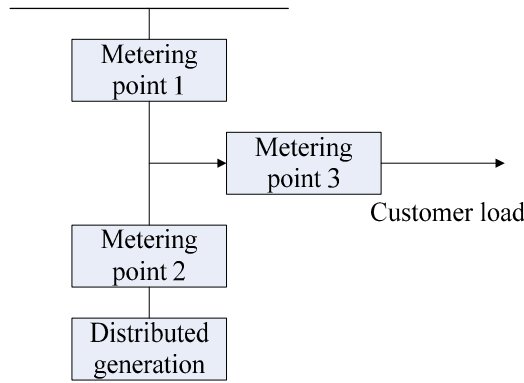 Metering
point 1
Metering
point 3
Customer load
Metering
point 2
Distributed
generation